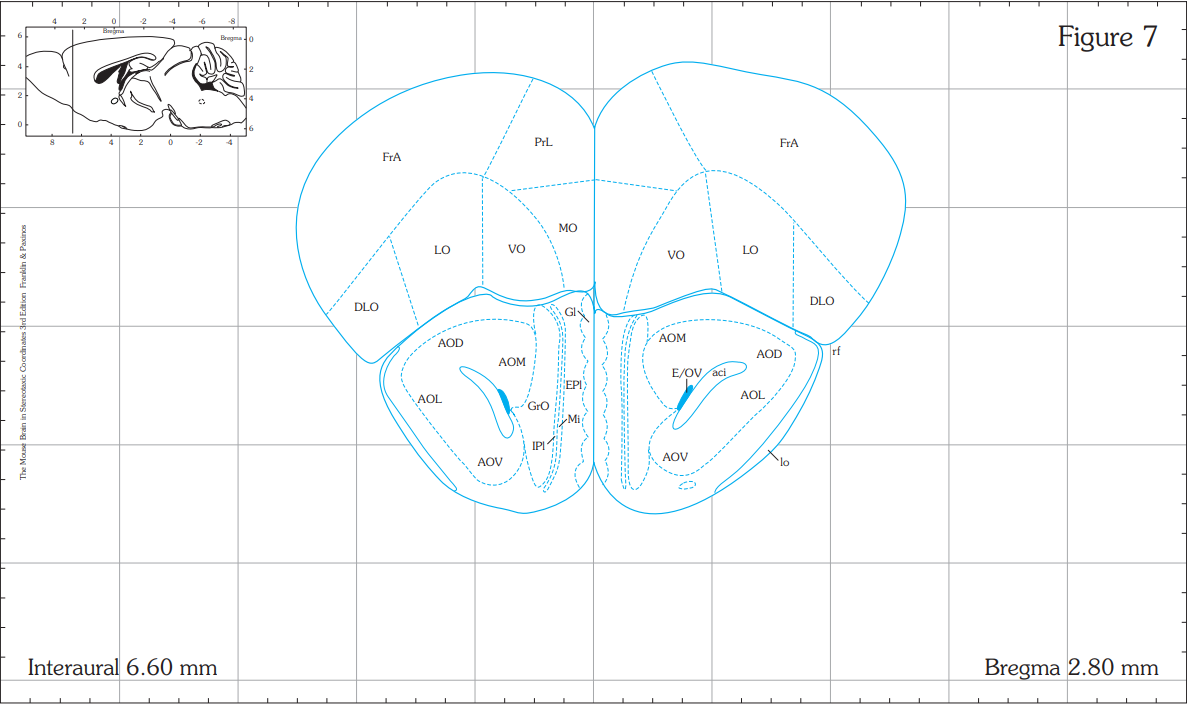 4 2 0 -2 -4 -6 -8
Bregma
Bregma
6
4
2
0
0
2
4
6
8 6 4 2 0 -2 -4
Figure 7
The Mouse Brain in Stereotaxic Coordinates 3rd Edition Franklin & Paxinos
PrL
FrA
FrA
MO
LO
VO
VO
LO
DLO
DLO
Gl
AOD
AOM
AOM
AOD
rf
E/OV
aci
EPl
AOL
GrO
AOL
Mi
IPl
AOV
AOV
lo
Interaural 6.60 mm
Bregma 2.80 mm